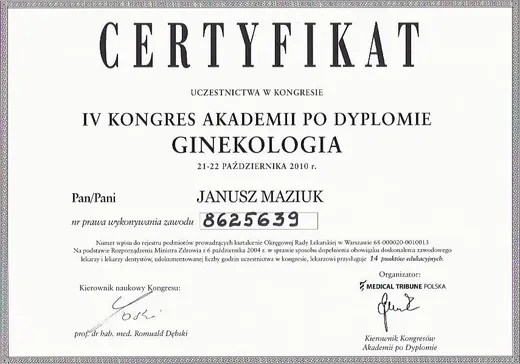 CERTYFIKAT
UCZESTNICTWA W KONGRESIE
IV KONGRES AKADEMII PO DYPLOMIE
GINEKOLOGIA
21-22 PAŹDZIERNIKA 2010 r.
Pan/Pani JANUSZ MAZIUK
nr prawa wykonywania zawodu 8625639
Numer wpisu do rejestru podmiotów prowadzących kształcenie Okręgowej Rady Lekarskiej w Warszawie 68-000020-0010013
Na podstawie Rozporządzenia Ministra Zdrowia z 6 października 2004 r. w sprawie sposobów dopełnienia obowiązku doskonalenia zawodowego
lekarzy i lekarzy dentystów, udokumentowanej liczby godzin uczestnictwa w kongresie, lekarzowi przysługuje 14 punktów edukacyjnych.
Organizator:
Kierownik naukowy Kongresu:
MEDICAL TRIBUNE POLSKA
prof. dr hab. med. Romuald Dębski
Kierownik Kongresów
Akademii po Dyplomie